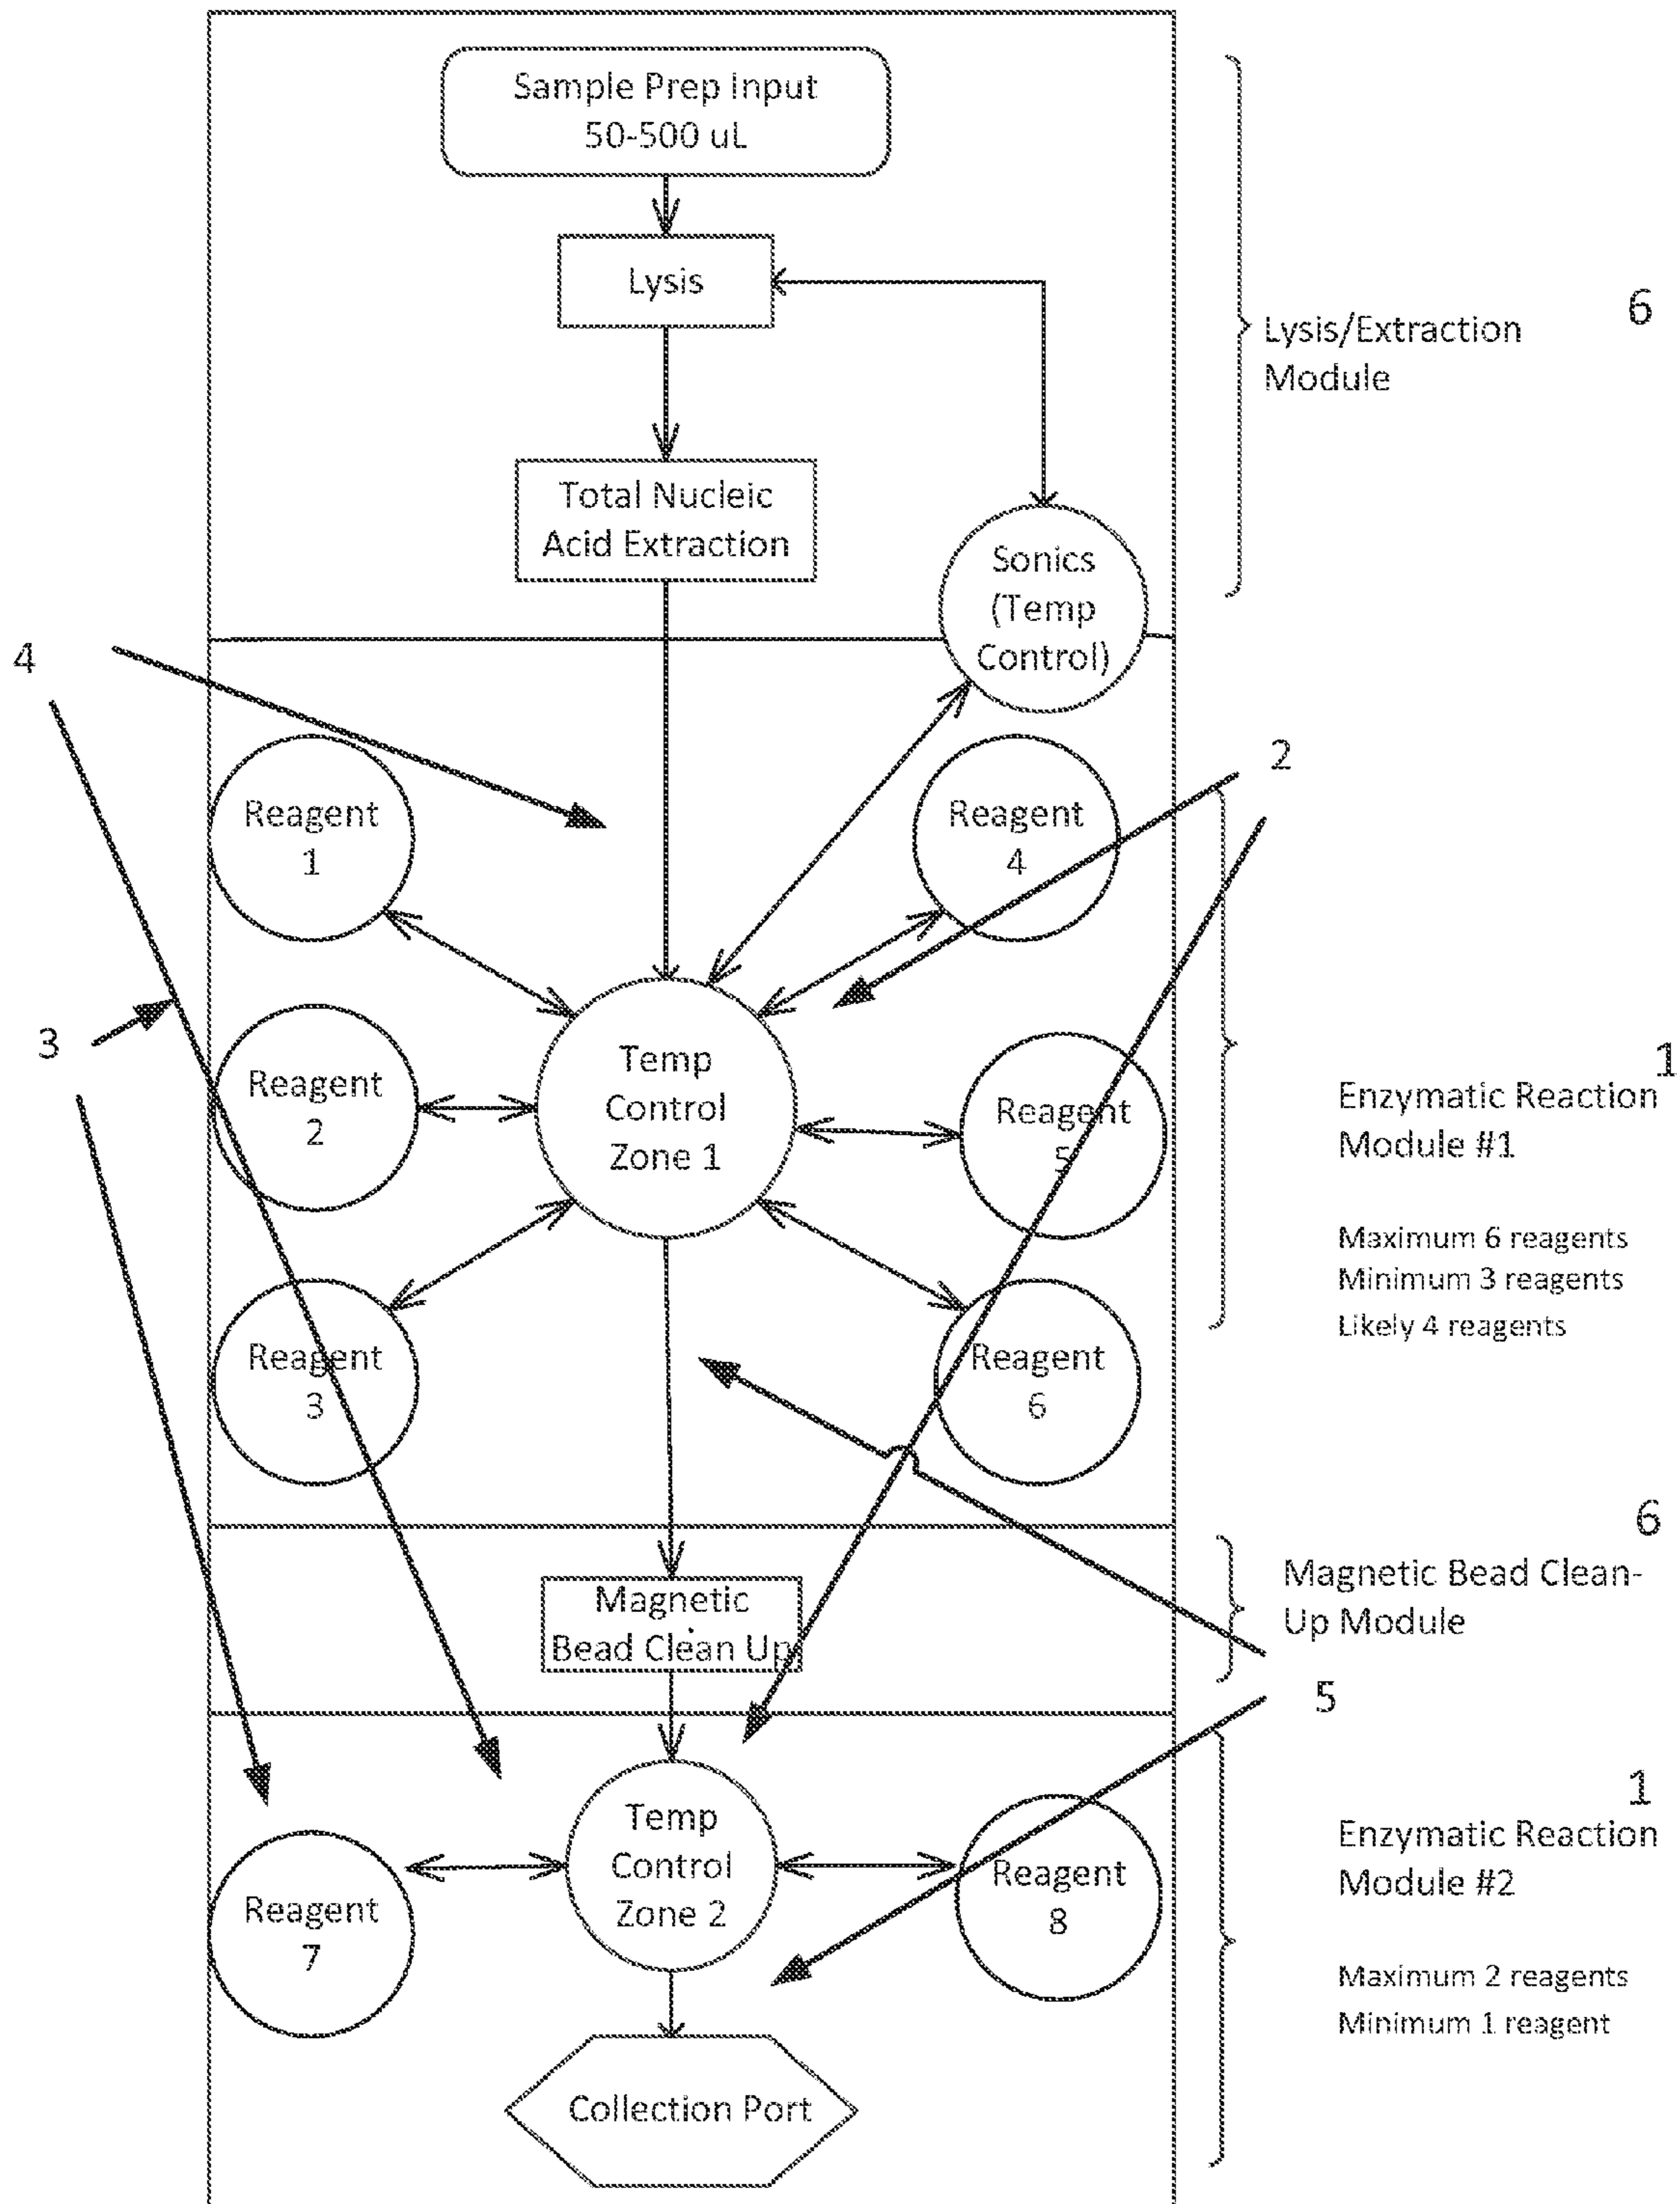 Sample Prep Input
50-500 uL
Lysis
6
Lysis/Extraction
Module
Total Nucleic
Acid Extraction
Sonics
(Temp
Control)
4
2
Reagent
1
Reagent
4
3
Temp
Control
Zone 1
Reagent
2
Reagent
5
1
Enzymatic Reaction
Module #1
Maximum 6 reagents
Minimum 3 reagents
Likely 4 reagents
Reagent
3
Reagent
6
6
Magnetic Bead Clean-
Up Module
Magnetic
Bead Clean Up
5
1
Enzymatic Reaction
Module #2
Maximum 2 reagents
Minimum 1 reagent
Temp
Control
Zone 2
Reagent
7
Reagent
8
Collection Port